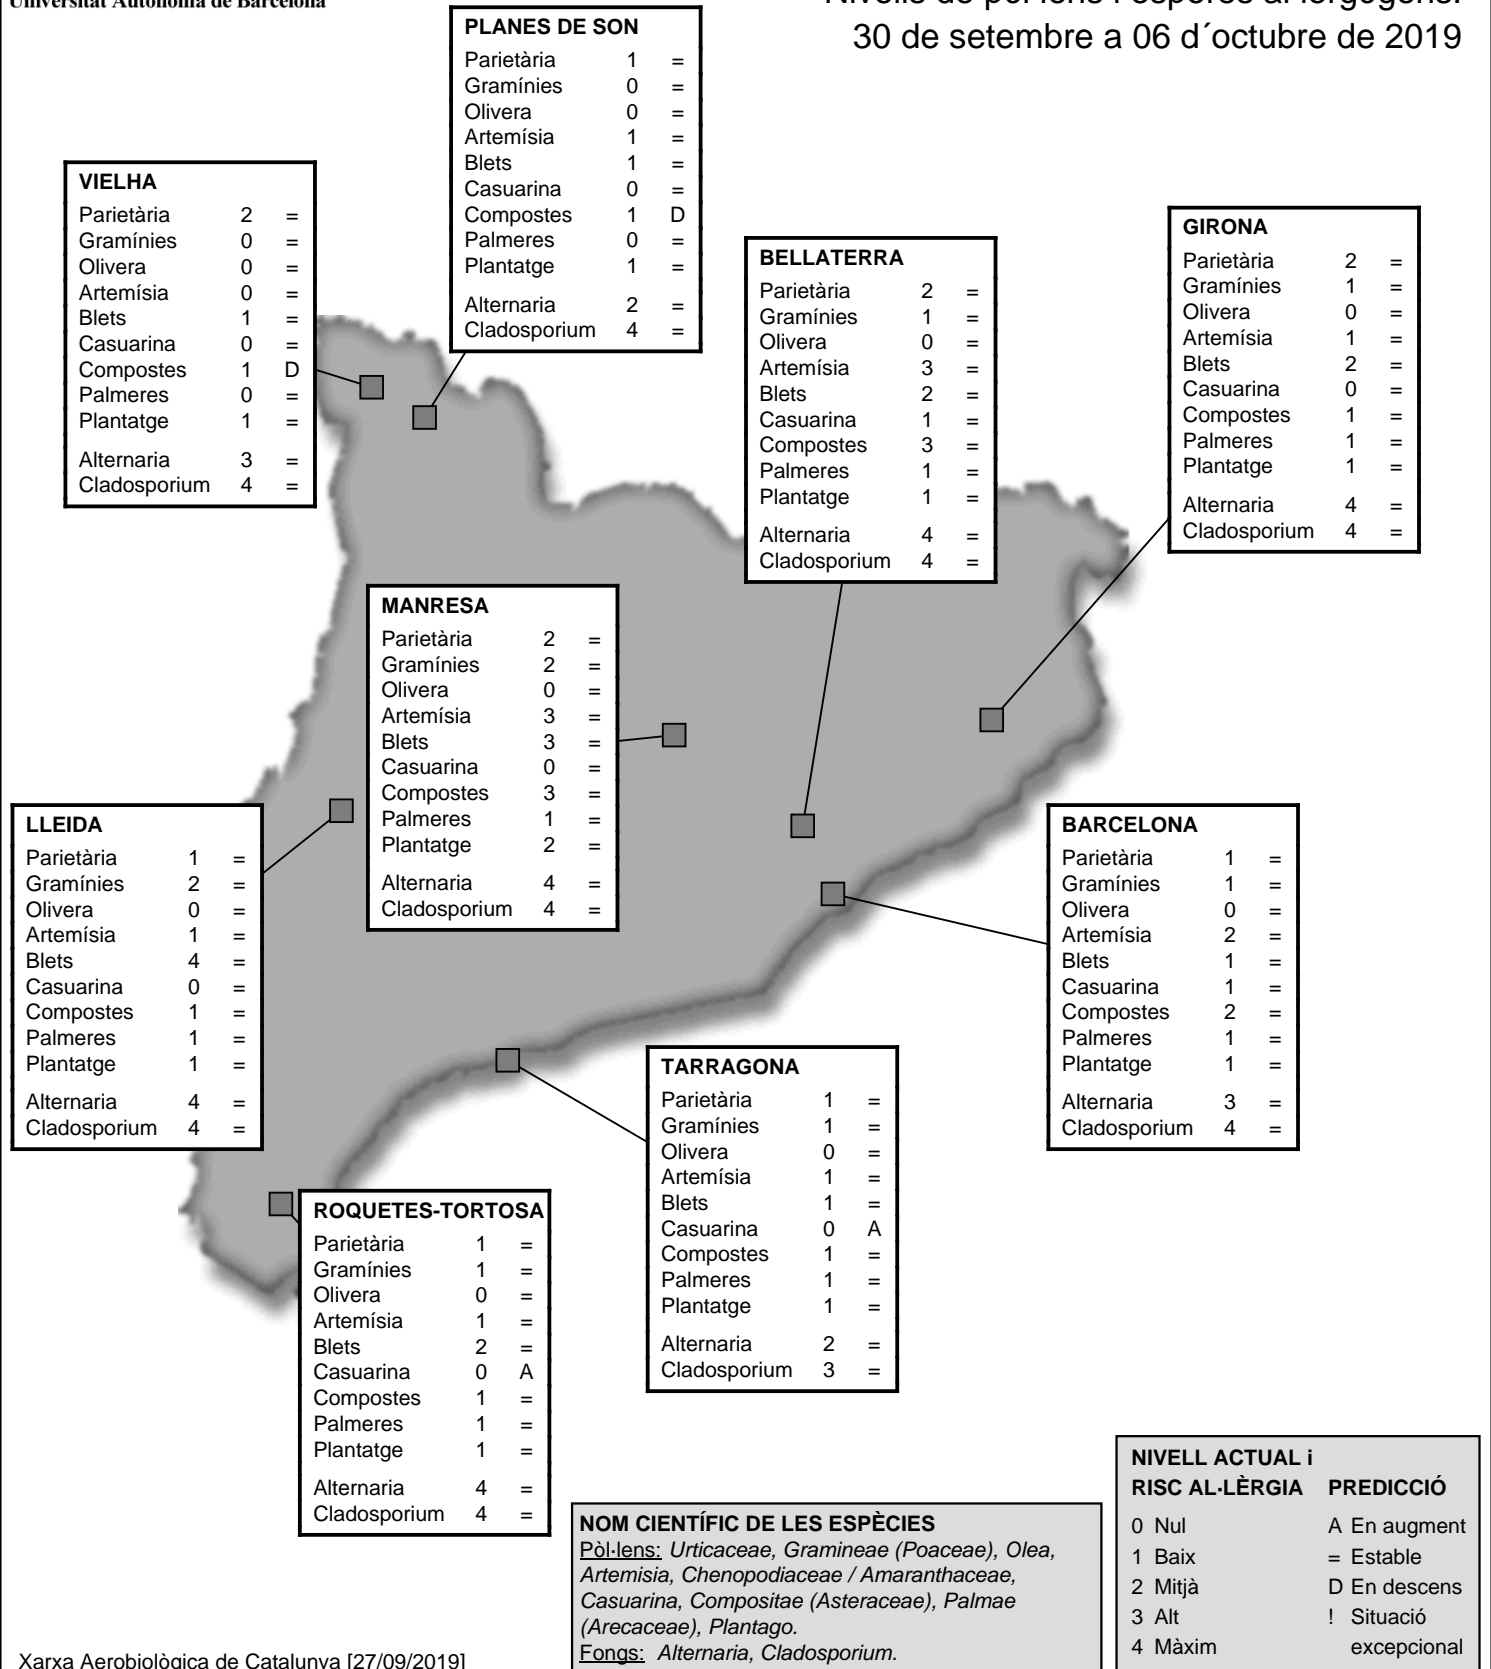 Universitat Autònoma de Barcelona
30 de setembre a 06 d´octubre de 2019
PLANES DE SON
Parietària 1 =
Gramínies 0 =
Olivera 0 =
Artemísia 1 =
Blets 1 =
Casuarina 0 =
Compostes 1 D
Palmeres 0 =
Plantatge 1 =
Alternaria 2 =
Cladosporium 4 =
VIELHA
Parietària 2 =
Gramínies 0 =
Olivera 0 =
Artemísia 0 =
Blets 1 =
Casuarina 0 =
Compostes 1 D
Palmeres 0 =
Plantatge 1 =
Alternaria 3 =
Cladosporium 4 =
BELLATERRA
Parietària 2 =
Gramínies 1 =
Olivera 0 =
Artemísia 3 =
Blets 2 =
Casuarina 1 =
Compostes 3 =
Palmeres 1 =
Plantatge 1 =
Alternaria 4 =
Cladosporium 4 =
GIRONA
Parietària 2 =
Gramínies 1 =
Olivera 0 =
Artemísia 1 =
Blets 2 =
Casuarina 0 =
Compostes 1 =
Palmeres 1 =
Plantatge 1 =
Alternaria 4 =
Cladosporium 4 =
MANRESA
Parietària 2 =
Gramínies 2 =
Olivera 0 =
Artemísia 3 =
Blets 3 =
Casuarina 0 =
Compostes 3 =
Palmeres 1 =
Plantatge 2 =
Alternaria 4 =
Cladosporium 4 =
LLEIDA
Parietària 1 =
Gramínies 2 =
Olivera 0 =
Artemísia 1 =
Blets 4 =
Casuarina 0 =
Compostes 1 =
Palmeres 1 =
Plantatge 1 =
Alternaria 4 =
Cladosporium 4 =
BARCELONA
Parietària 1 =
Gramínies 1 =
Olivera 0 =
Artemísia 2 =
Blets 1 =
Casuarina 1 =
Compostes 2 =
Palmeres 1 =
Plantatge 1 =
Alternaria 3 =
Cladosporium 4 =
TARRAGONA
Parietària 1 =
Gramínies 1 =
Olivera 0 =
Artemísia 1 =
Blets 1 =
Casuarina 0 A
Compostes 1 =
Palmeres 1 =
Plantatge 1 =
Alternaria 2 =
Cladosporium 3 =
ROQUETES-TORTOSA
Parietària 1 =
Gramínies 1 =
Olivera 0 =
Artemísia 1 =
Blets 2 =
Casuarina 0 A
Compostes 1 =
Palmeres 1 =
Plantatge 1 =
Alternaria 4 =
Cladosporium 4 =
NOM CIENTÍFIC DE LES ESPÈCIES
Pòl·lens: Urticaceae, Gramineae (Poaceae), Olea,
Artemisia, Chenopodiaceae / Amaranthaceae,
Casuarina, Compositae (Asteraceae), Palmae
(Arecaceae), Plantago.
Fongs: Alternaria, Cladosporium.
NIVELL ACTUAL i
RISC AL·LÈRGIA PREDICCIÓ
0 Nul A En augment
1 Baix = Estable
2 Mitjà D En descens
3 Alt ! Situació
4 Màxim excepcional
Xarxa Aerobiològica de Catalunya [27/09/2019]